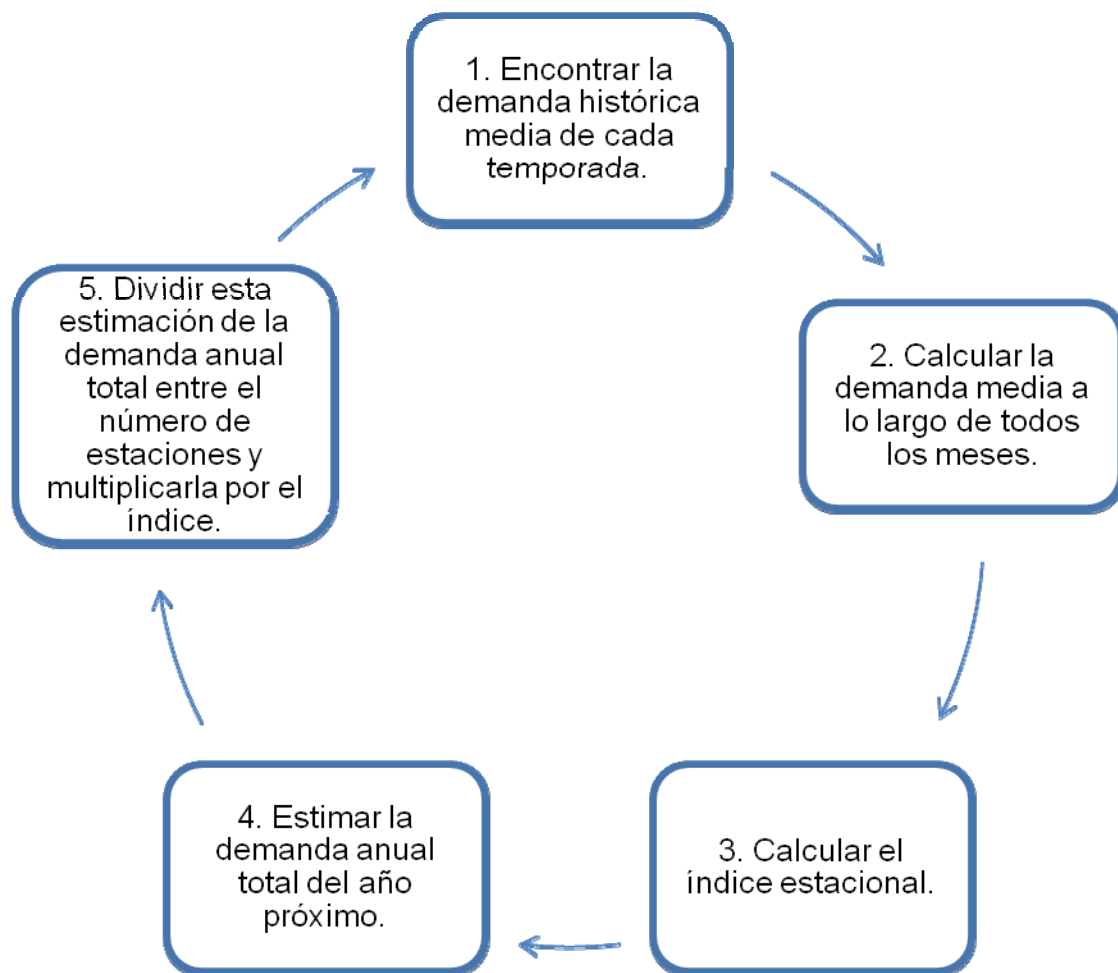 1. Encontrar la
demanda histórica
media de cada
temporada.
2. Calcular la
demanda media a
lo largo de todos
los meses.
3. Calcular el
índice estacional.
4. Estimar la
demanda anual
total del año
próximo.
5. Dividir esta
estimación de la
demanda anual
total entre el
número de
estaciones y
multiplicarla por el
índice.